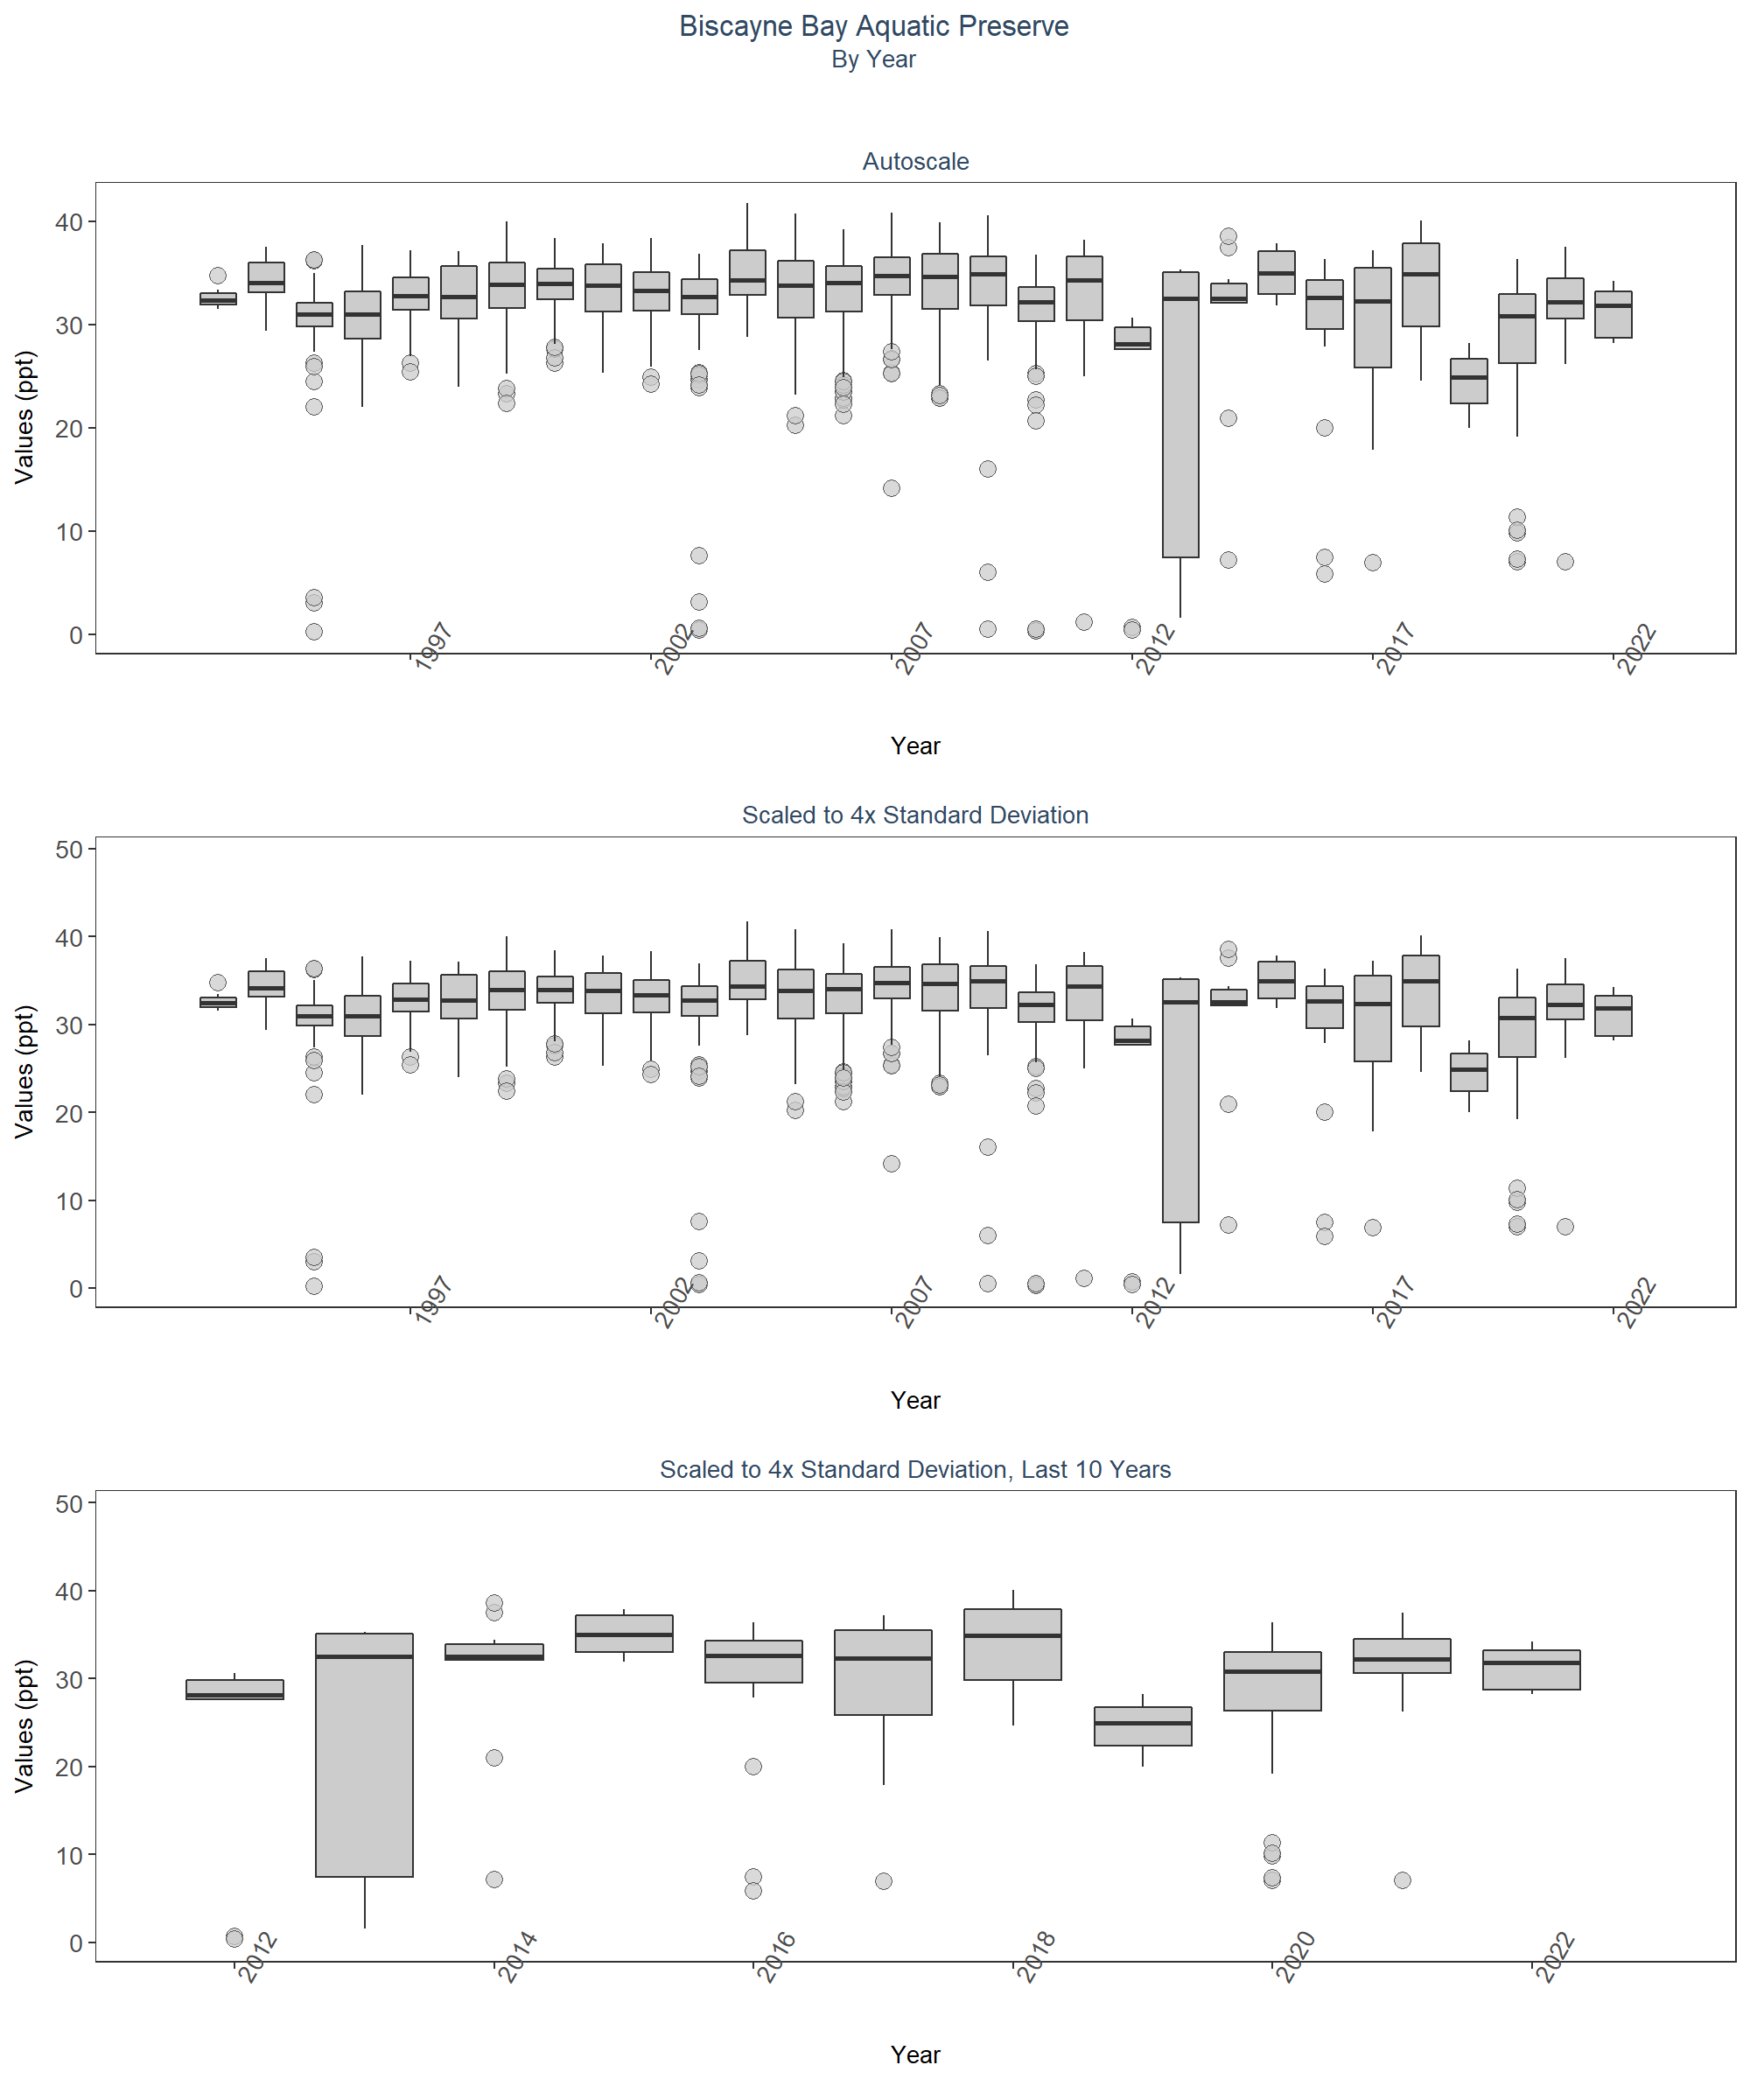 Biscayne Bay Aquatic Preserve
By Year
Autoscale
Values (ppt)
40
30
20
10
0
1997 2002 2007 2012 2017 2022
Year
Scaled to 4x Standard Deviation
Values (ppt)
50
40
30
20
10
0
1997 2002 2007 2012 2017 2022
Year
Scaled to 4x Standard Deviation, Last 10 Years
Values (ppt)
50
40
30
20
10
0
2012 2014 2016 2018 2020 2022
Year